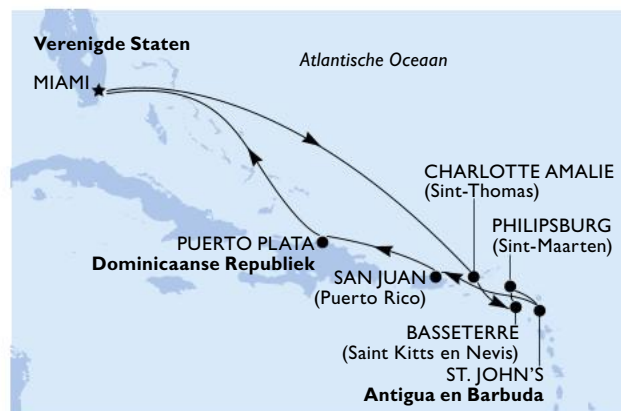 Verenigde Staten
Atlantische Oceaan
MIAMI
CHARLOTTE AMALIE
(Sint-Thomas)
PHILIPSBURG
(Sint-Maarten)
PUERTO PLATA
Dominicaanse Republiek
SAN JUAN
(Puerto Rico)
BASSETERRE
(Saint Kitts en Nevis)
ST. JOHN'S
Antigua en Barbuda